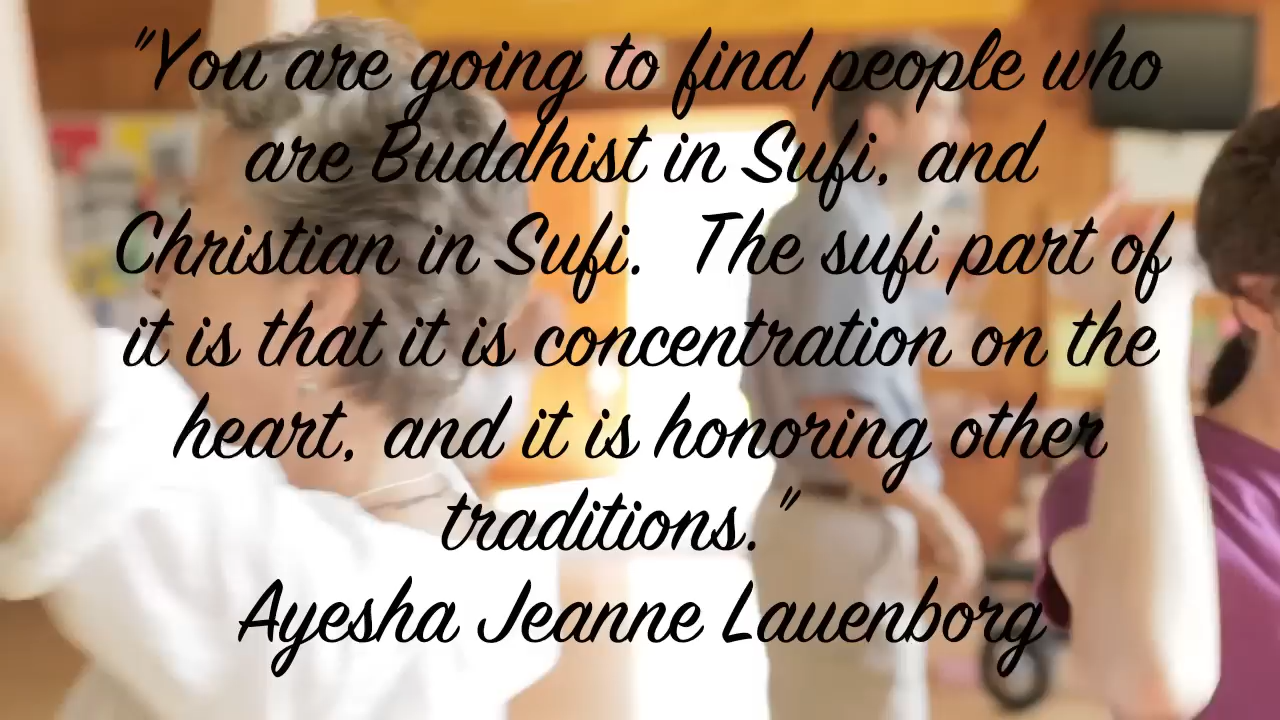 "You are going to find people who
are Buddhist in Sufi, and
Christian in Sufi.  The sufi part of
it is that it is concentration on the
heart, and it is honoring other
traditions."
Ayesha Jeanne Lauenborg